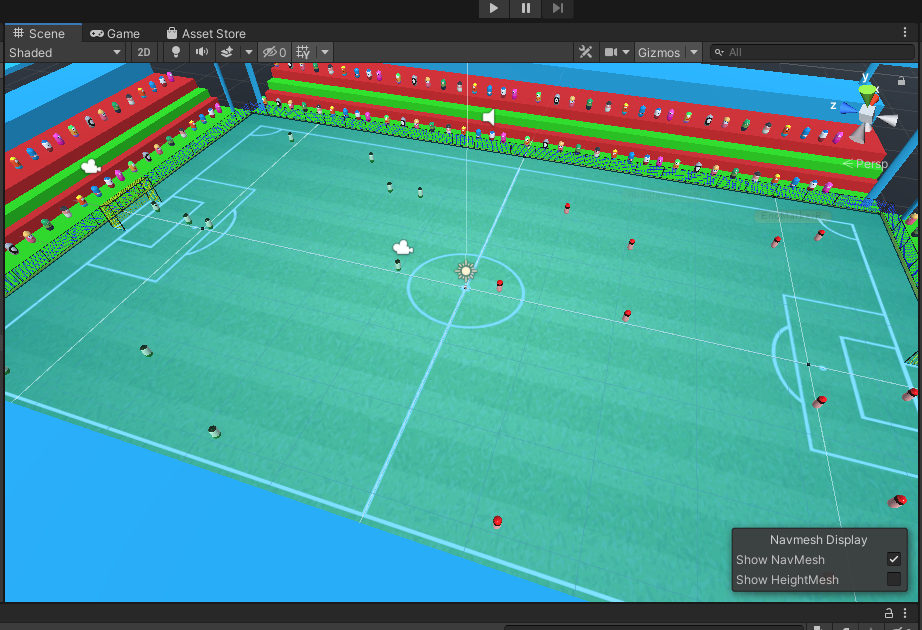 Scene Game Asset Store
Shaded 2D 0 Gizmos All
y
x
z
Persp
Navmesh Display
Show NavMesh
Show HeightMesh